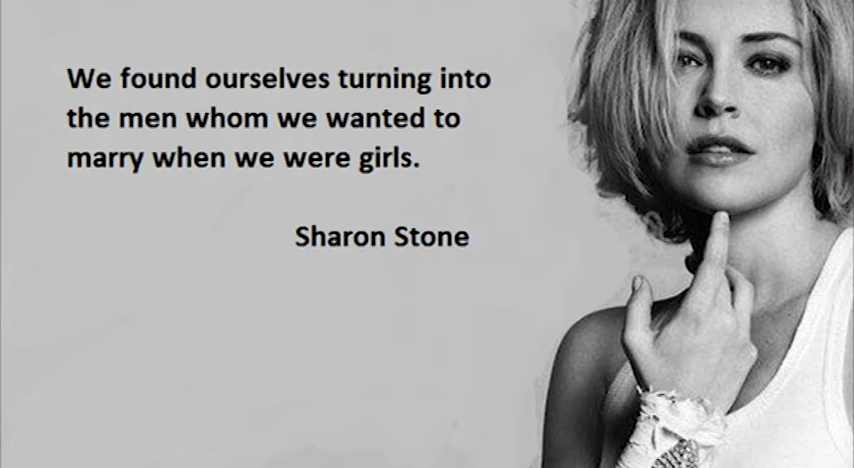 We found ourselves turning into
the men whom we wanted to
marry when we were girls.
Sharon Stone